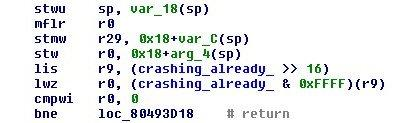 stwu sp, var_18(sp)
mflr r0
stmw r29, 0x18+var_C(sp)
stw r0, 0x18+arg_4(sp)
lis r9, (crashing_already_ >> 16)
lwz r0, (crashing_already_ & 0xFFFF)(r9)
cmpwi r0, 0
bne loc_80493D18 # return